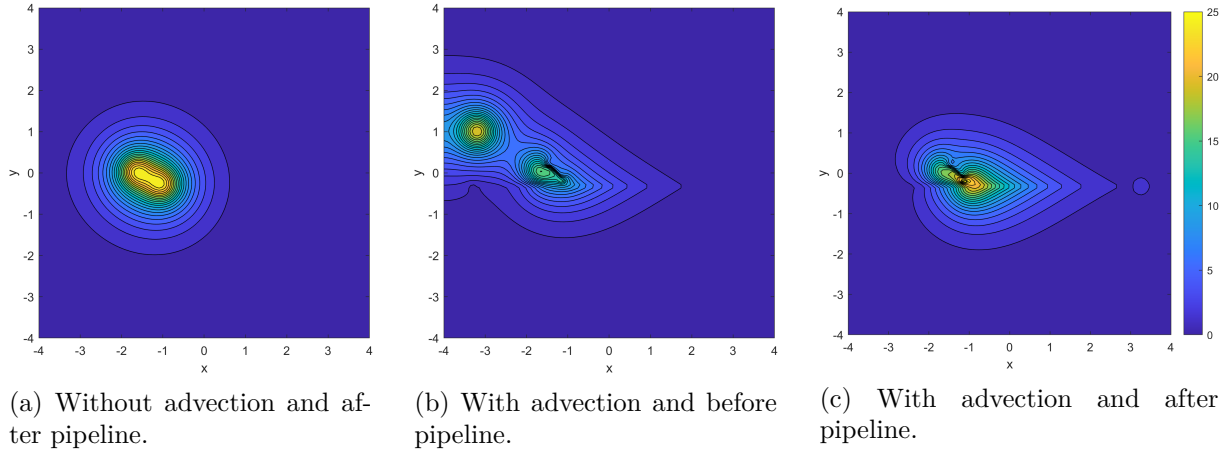 4
3
2
1
0
-1
-2
-3
-4
y
-4 -3 -2 -1 0 1 2 3 4
x
(a) Without advection and af-
ter pipeline.
4
3
2
1
0
-1
-2
-3
-4
y
-4 -3 -2 -1 0 1 2 3 4
x
(b) With advection and before
pipeline.
4
3
2
1
0
-1
-2
-3
-4
y
-4 -3 -2 -1 0 1 2 3 4
x
25
20
15
10
5
0
(c) With advection and after
pipeline.